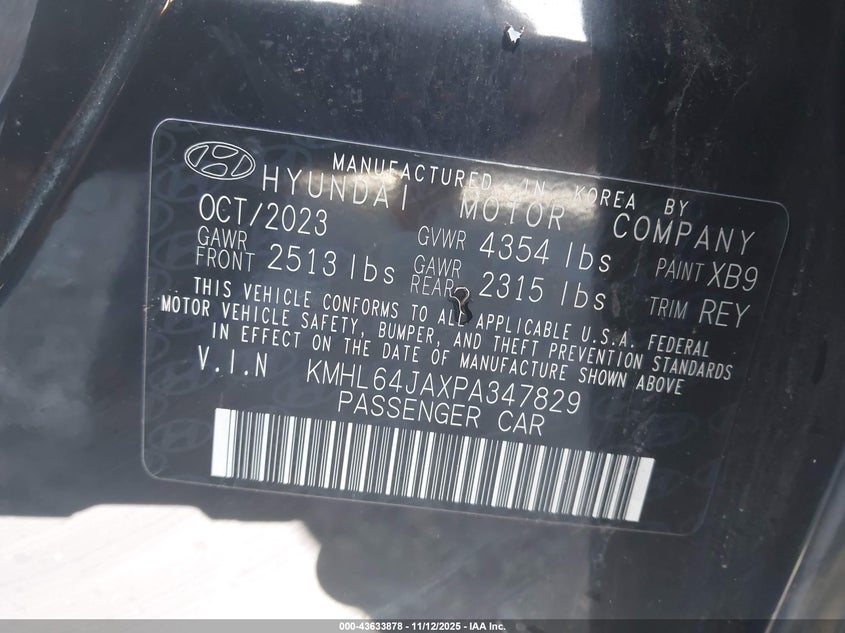 MANUFACTURED IN KOREA BY
HYUNDAI MOTOR COMPANY
OCT/2023 GVWR 4354 lbs PAINT XB9
GAWR FRONT 2513 lbs GAWR REAR 2315 lbs TRIM REY
THIS VEHICLE CONFORMS TO ALL APPLICABLE U.S.A. FEDERAL
MOTOR VEHICLE SAFETY, BUMPER, AND THEFT PREVENTION STANDARDS
IN EFFECT ON THE DATE OF MANUFACTURE SHOWN ABOVE
V.I.N KMHL64JAXPA347829
PASSENGER CAR
000-43633878 - 11/12/2025 - IAA Inc.